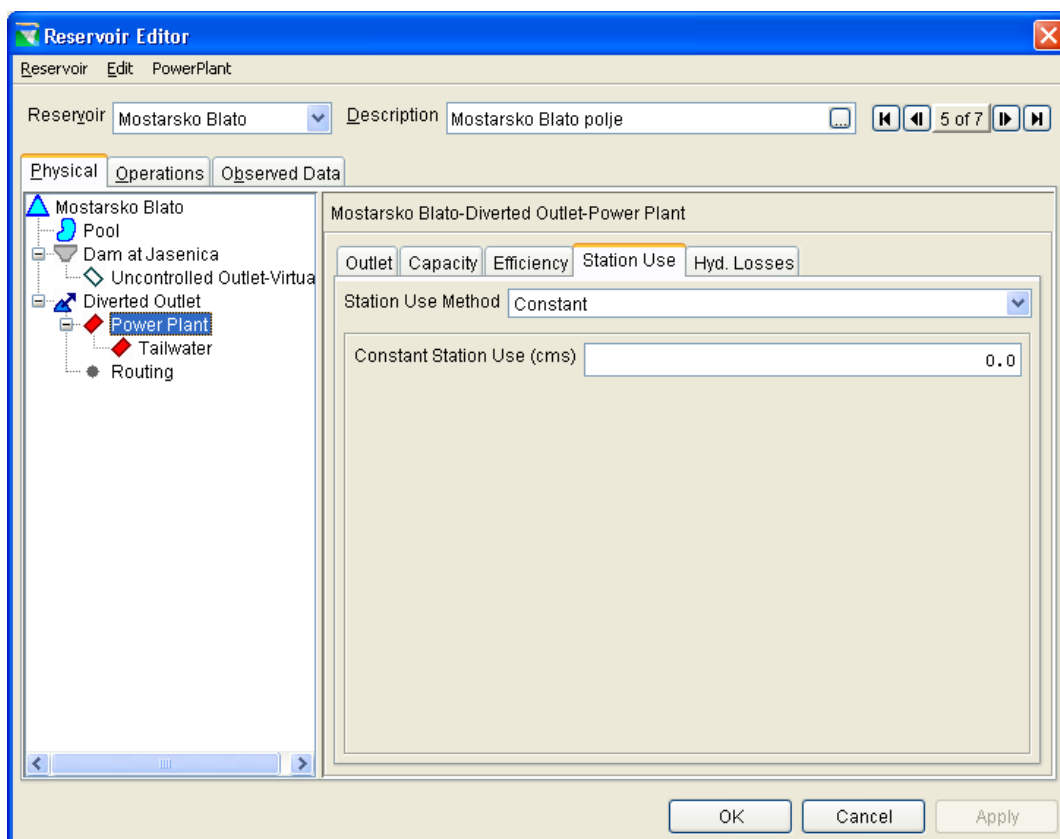 Reservoir Editor
Reservoir Edit PowerPlant
Reservoir Mostarsko Blato Description Mostarsko Blato polje ... 5 of 7
Physical Operations Observed Data
Mostarsko Blato
Pool
Dam at Jasenica
Uncontrolled Outlet-Virtua
Diverted Outlet
Power Plant
Tailwater
Routing
Mostarsko Blato-Diverted Outlet-Power Plant
Outlet Capacity Efficiency Station Use Hyd. Losses
Station Use Method Constant
Constant Station Use (cms) 0.0
OK Cancel Apply